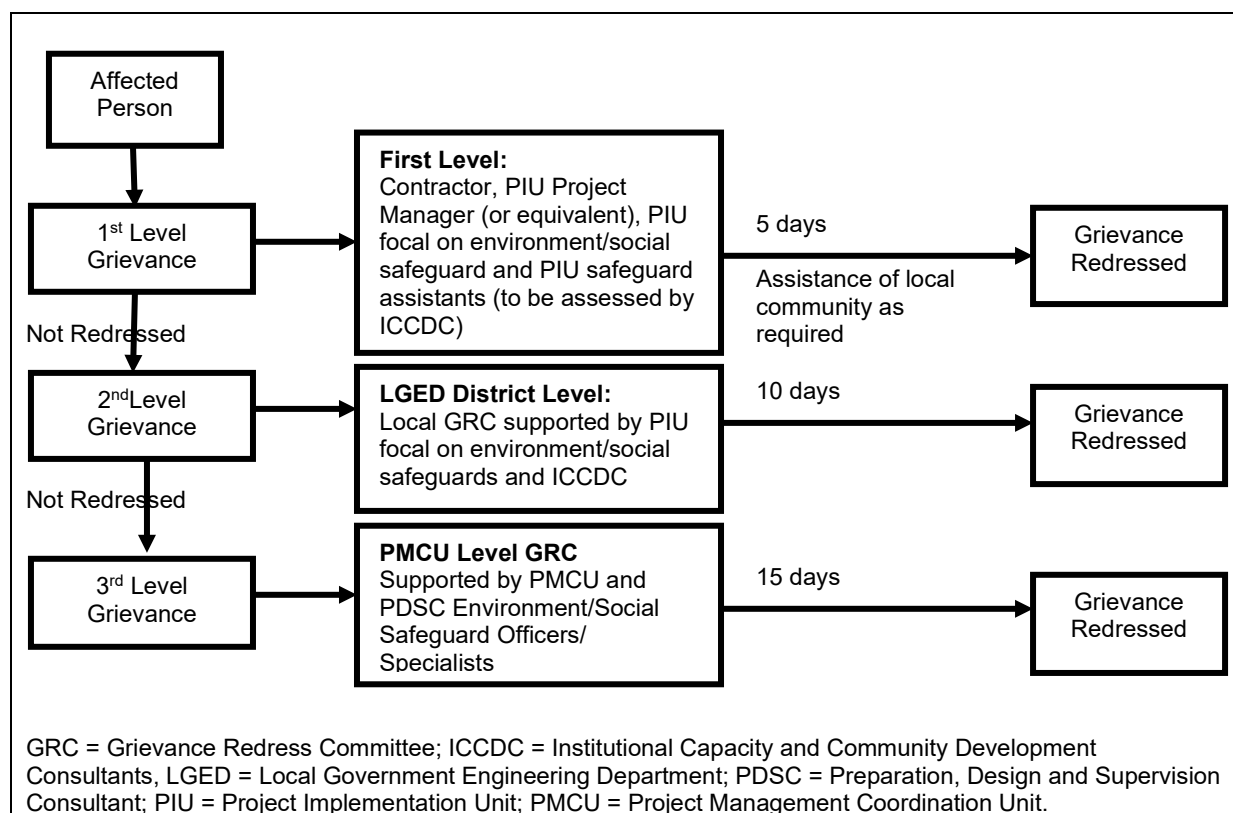 Affected
Person
1st Level
Grievance
First Level:
Contractor, PIU Project
Manager (or equivalent), PIU
focal on environment/social
safeguard and PIU safeguard
assistants (to be assessed by
ICCDC)
5 days
Assistance of local
community as
required
Grievance
Redressed
Not Redressed
2ndLevel
Grievance
LGED District Level:
Local GRC supported by PIU
focal on environment/social
safeguards and ICCDC
10 days
Grievance
Redressed
Not Redressed
3rd Level
Grievance
PMCU Level GRC
Supported by PMCU and
PDSC Environment/Social
Safeguard Officers/
Specialists
15 days
Grievance
Redressed
GRC = Grievance Redress Committee; ICCDC = Institutional Capacity and Community Development
Consultants, LGED = Local Government Engineering Department; PDSC = Preparation, Design and Supervision
Consultant; PIU = Project Implementation Unit; PMCU = Project Management Coordination Unit.